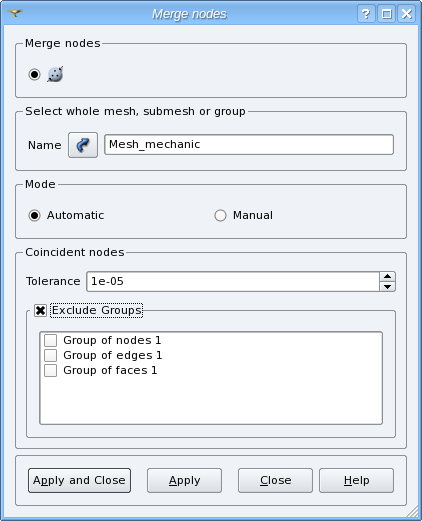 Merge nodes
Merge nodes
Select whole mesh, submesh or group
Name Mesh_mechanic
Mode
Automatic Manual
Coincident nodes
Tolerance 1e-05
Exclude Groups
Group of nodes 1
Group of edges 1
Group of faces 1
Apply and Close Apply Close Help